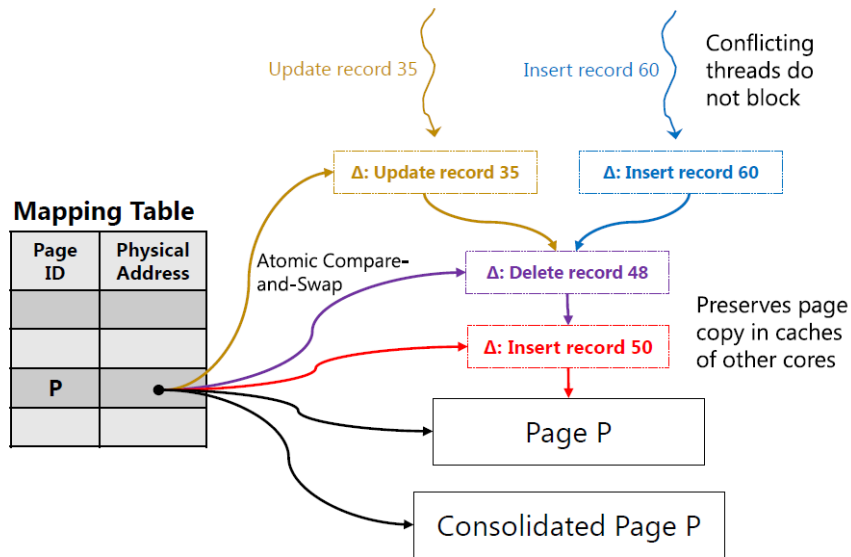 Update record 35
Insert record 60
Conflicting
threads do
not block
Δ: Update record 35
Δ: Insert record 60
Mapping Table
Page
ID
Physical
Address
Atomic Compare-
and-Swap
Δ: Delete record 48
Δ: Insert record 50
Preserves page
copy in caches
of other cores
P
Page P
Consolidated Page P